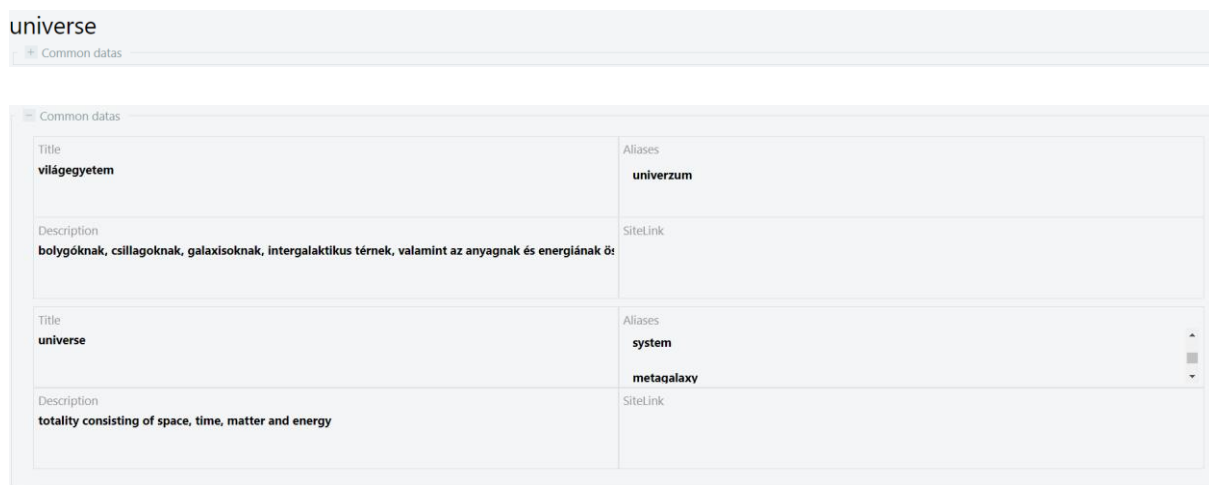 universe
+ Common datas
− Common datas
Title
Aliases
világegyetem
univerzum
Description
SiteLink
bolygóknak, csillagoknak, galaxisoknak, intergalaktikus térnek, valamint az anyagnak és energiának
Title
Aliases
universe
system
metagalaxy
Description
SiteLink
totality consisting of space, time, matter and energy